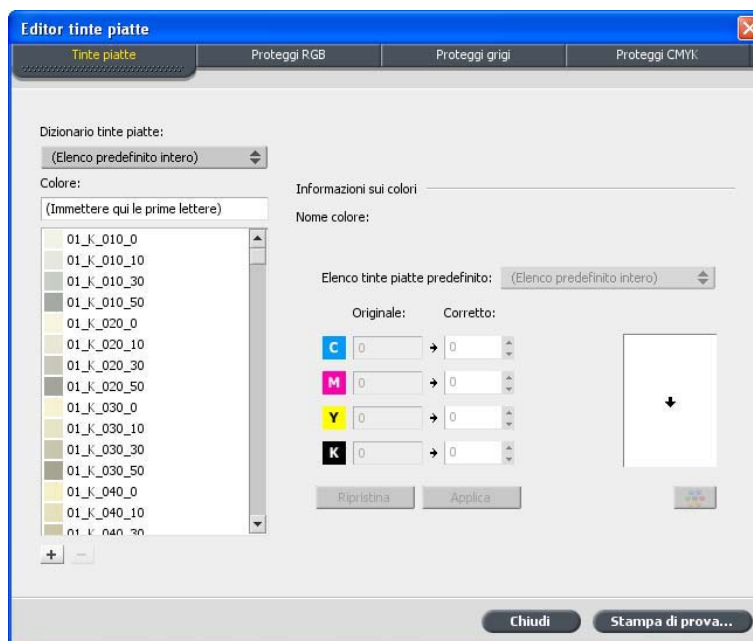 Editor tinte piatte
Tinte piatte
Proteggi RGB
Proteggi grigi
Proteggi CMYK
Dizionario tinte piatte:
(Elenco predefinito intero)
Colore:
(Immettere qui le prime lettere)
01_K_010_0
01_K_010_10
01_K_010_30
01_K_010_50
01_K_020_0
01_K_020_10
01_K_020_30
01_K_020_50
01_K_030_0
01_K_030_10
01_K_030_30
01_K_030_50
01_K_040_0
01_K_040_10
01_K_040_30
Informazioni sui colori
Nome colore:
Elenco tinte piatte predefinito: (Elenco predefinito intero)
Originale: Corretto:
C 0 0
M 0 0
Y 0 0
K 0 0
Ripristina
Applica
Chiudi
Stampa di prova...